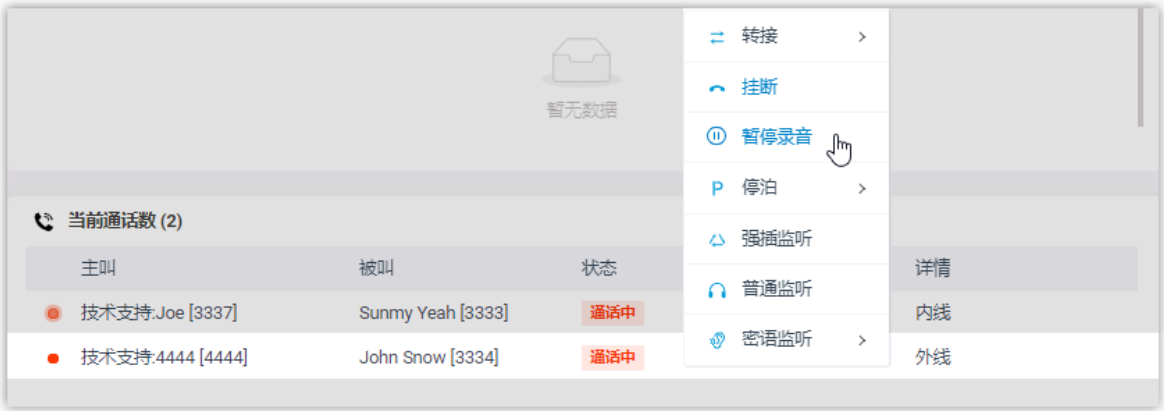 转接
挂断
暂无数据
暂停录音
P 停泊
当前通话数 (2)
强插监听
主叫 被叫 状态 详情
普通监听
技术支持:Joe [3337] Sunmy Yeah [3333] 通话中 内线
密语监听
技术支持:4444 [4444] John Snow [3334] 通话中 外线